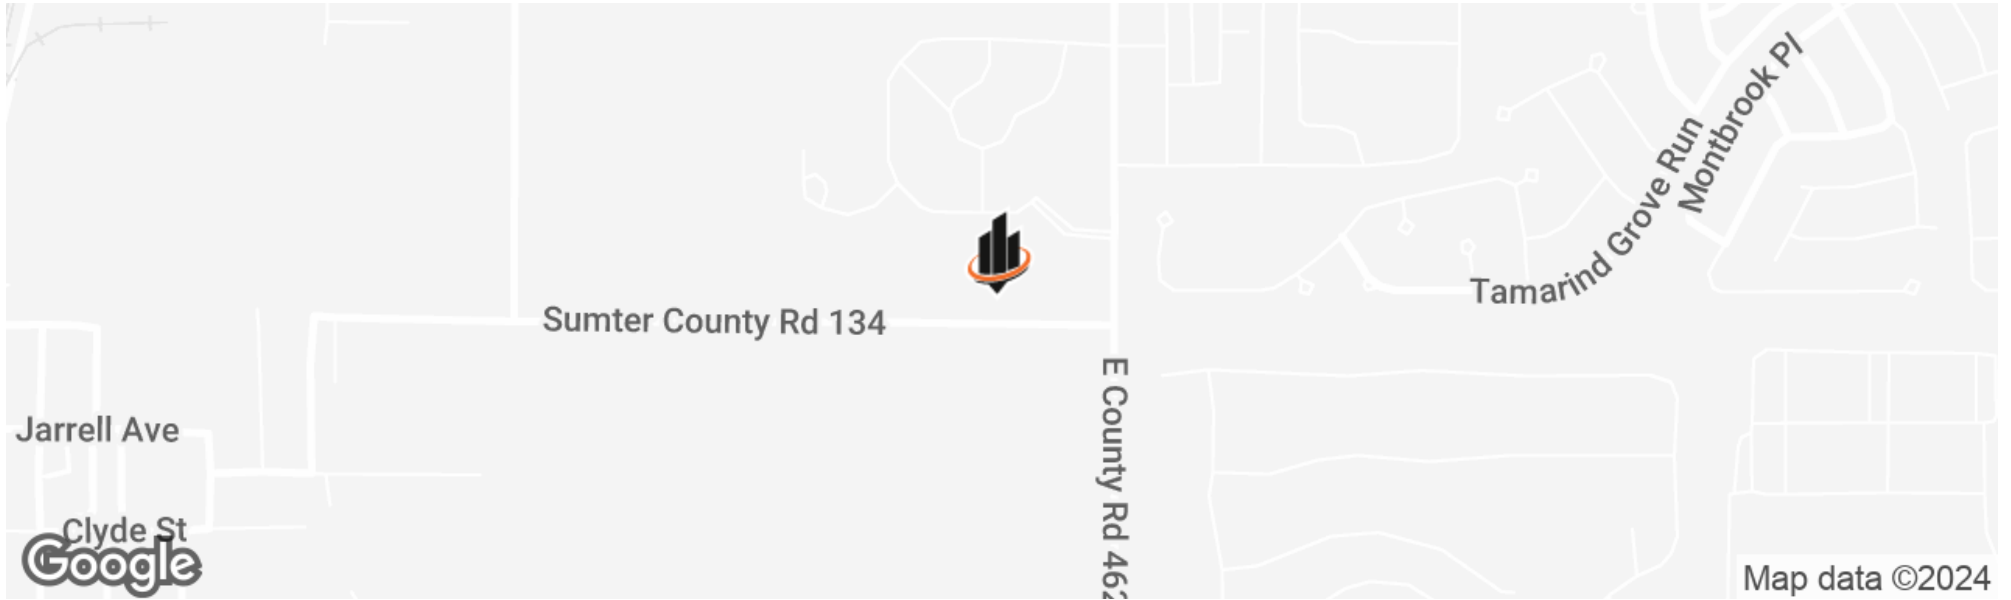 Montbrook Pl
Tamarind Grove Run
Sumter County Rd 134
E County Rd 462
Jarrell Ave
Clyde St
Google
Map data ©2024